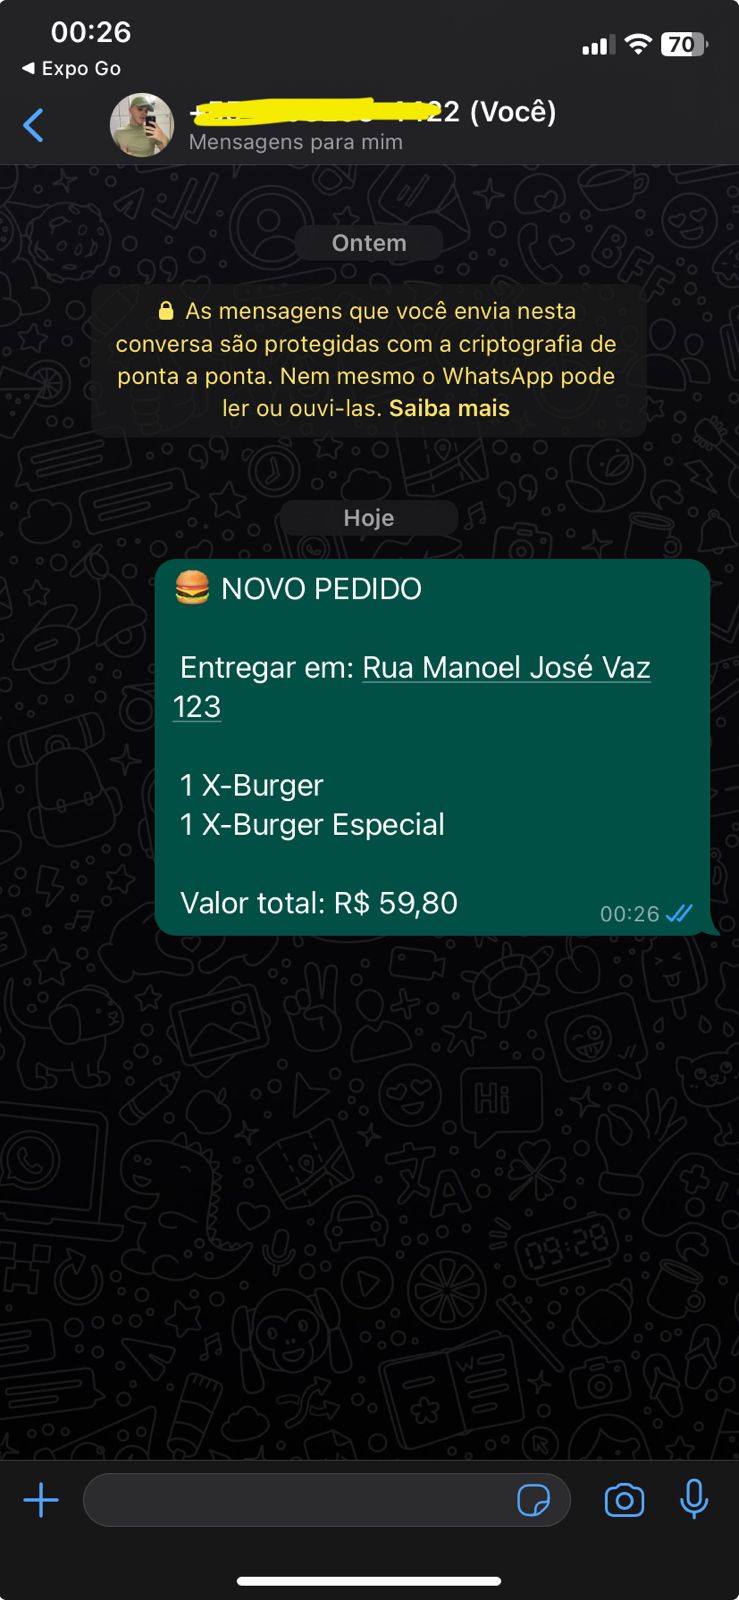 00:26
70
◀ Expo Go
22 (Você)
Mensagens para mim
Ontem
As mensagens que você envia nesta
conversa são protegidas com a criptografia de
ponta a ponta. Nem mesmo o WhatsApp pode
ler ou ouvi-las. Saiba mais
Hoje
🍔 NOVO PEDIDO
Entregar em: Rua Manoel José Vaz
123
1 X-Burger
1 X-Burger Especial
Valor total: R$ 59,80
00:26
BFF
Hi
09:28